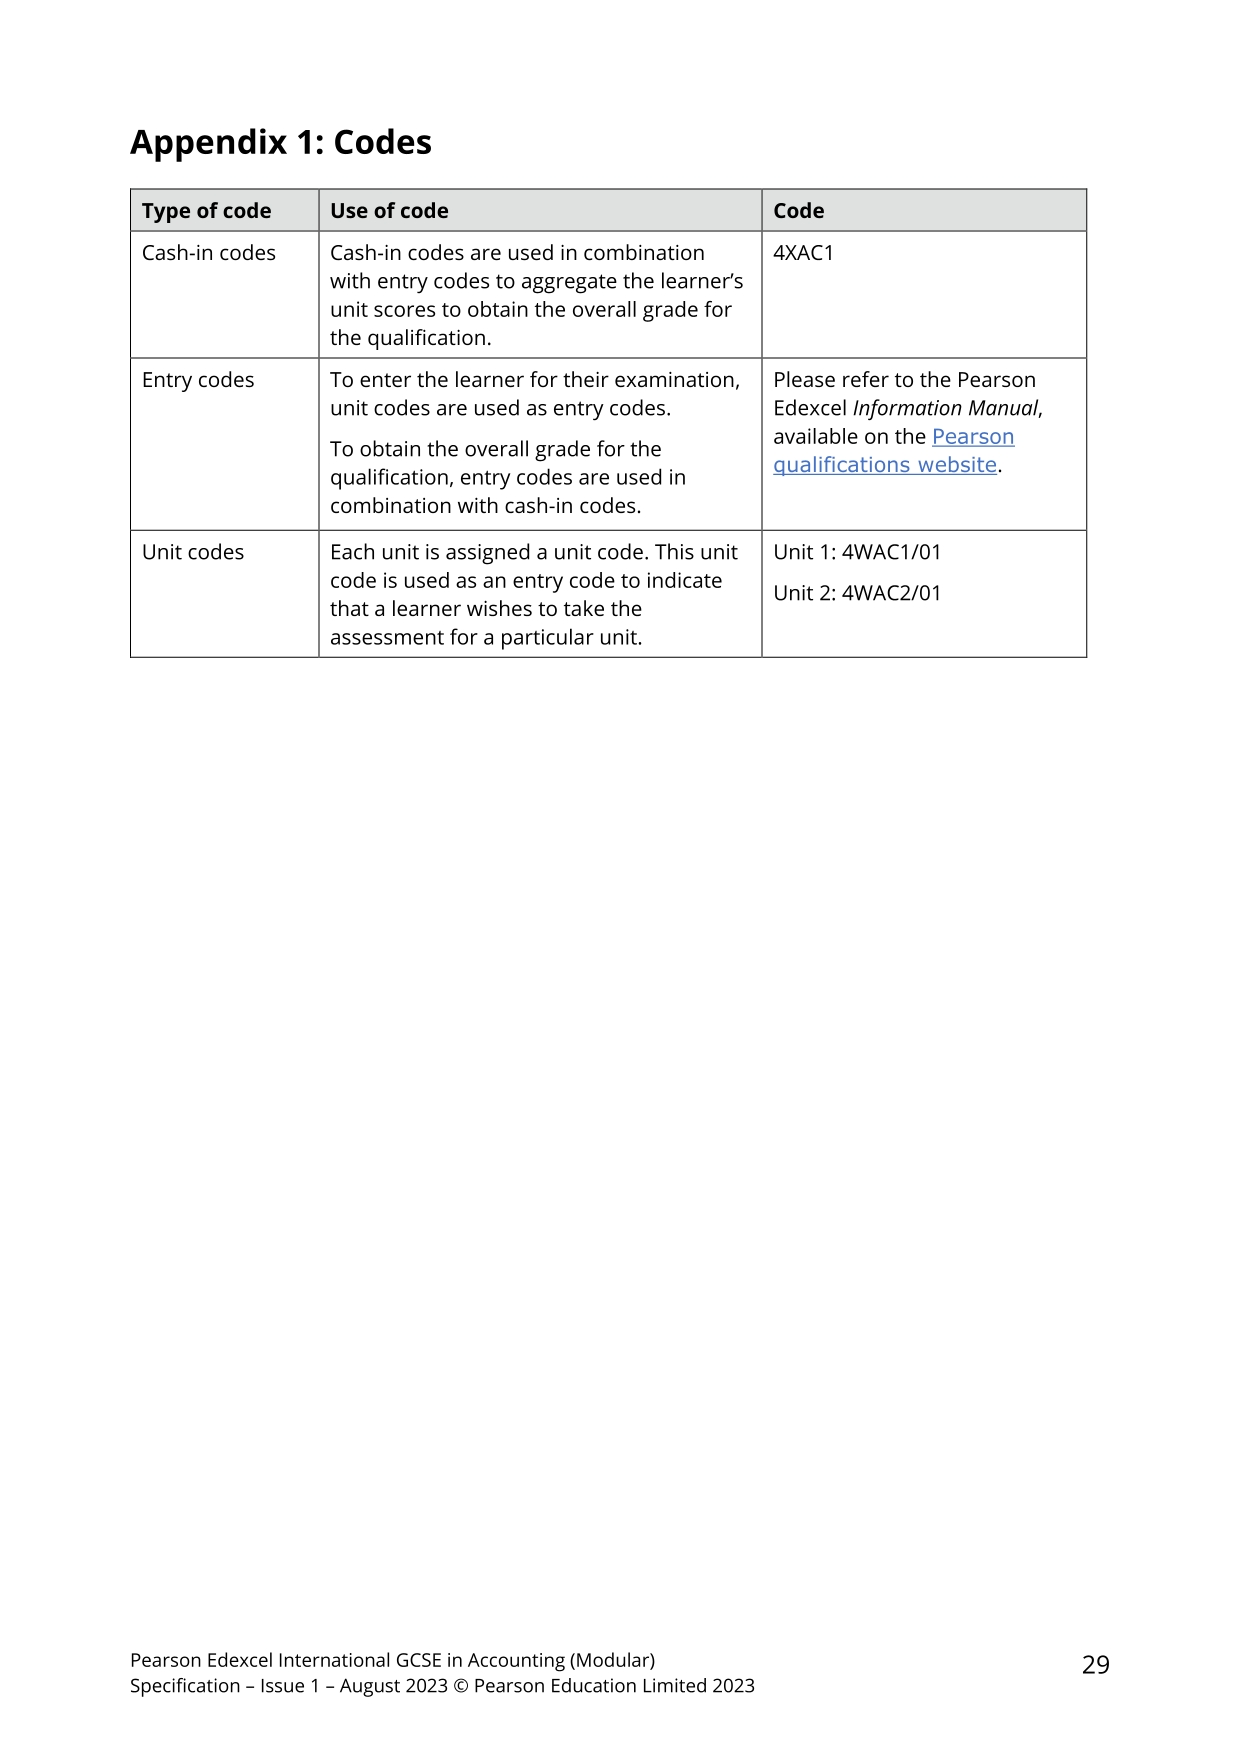 Appendix 1: Codes
Type of code
Use of code
Code
Cash-in codes
Cash-in codes are used in combination
with entry codes to aggregate the learner’s
unit scores to obtain the overall grade for
the qualification.
4XAC1
Entry codes
To enter the learner for their examination,
unit codes are used as entry codes.
To obtain the overall grade for the
qualification, entry codes are used in
combination with cash-in codes.
Please refer to the Pearson
Edexcel Information Manual,
available on the Pearson
qualifications website.
Unit codes
Each unit is assigned a unit code. This unit
code is used as an entry code to indicate
that a learner wishes to take the
assessment for a particular unit.
Unit 1: 4WAC1/01
Unit 2: 4WAC2/01
Pearson Edexcel International GCSE in Accounting (Modular)
Specification – Issue 1 – August 2023 © Pearson Education Limited 2023
29